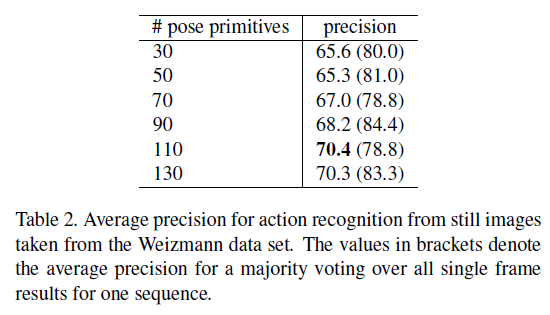 # pose primitives precision
30 65.6 (80.0)
50 65.3 (81.0)
70 67.0 (78.8)
90 68.2 (84.4)
110 70.4 (78.8)
130 70.3 (83.3)
Table 2. Average precision for action recognition from still images
taken from the Weizmann data set. The values in brackets denote
the average precision for a majority voting over all single frame
results for one sequence.